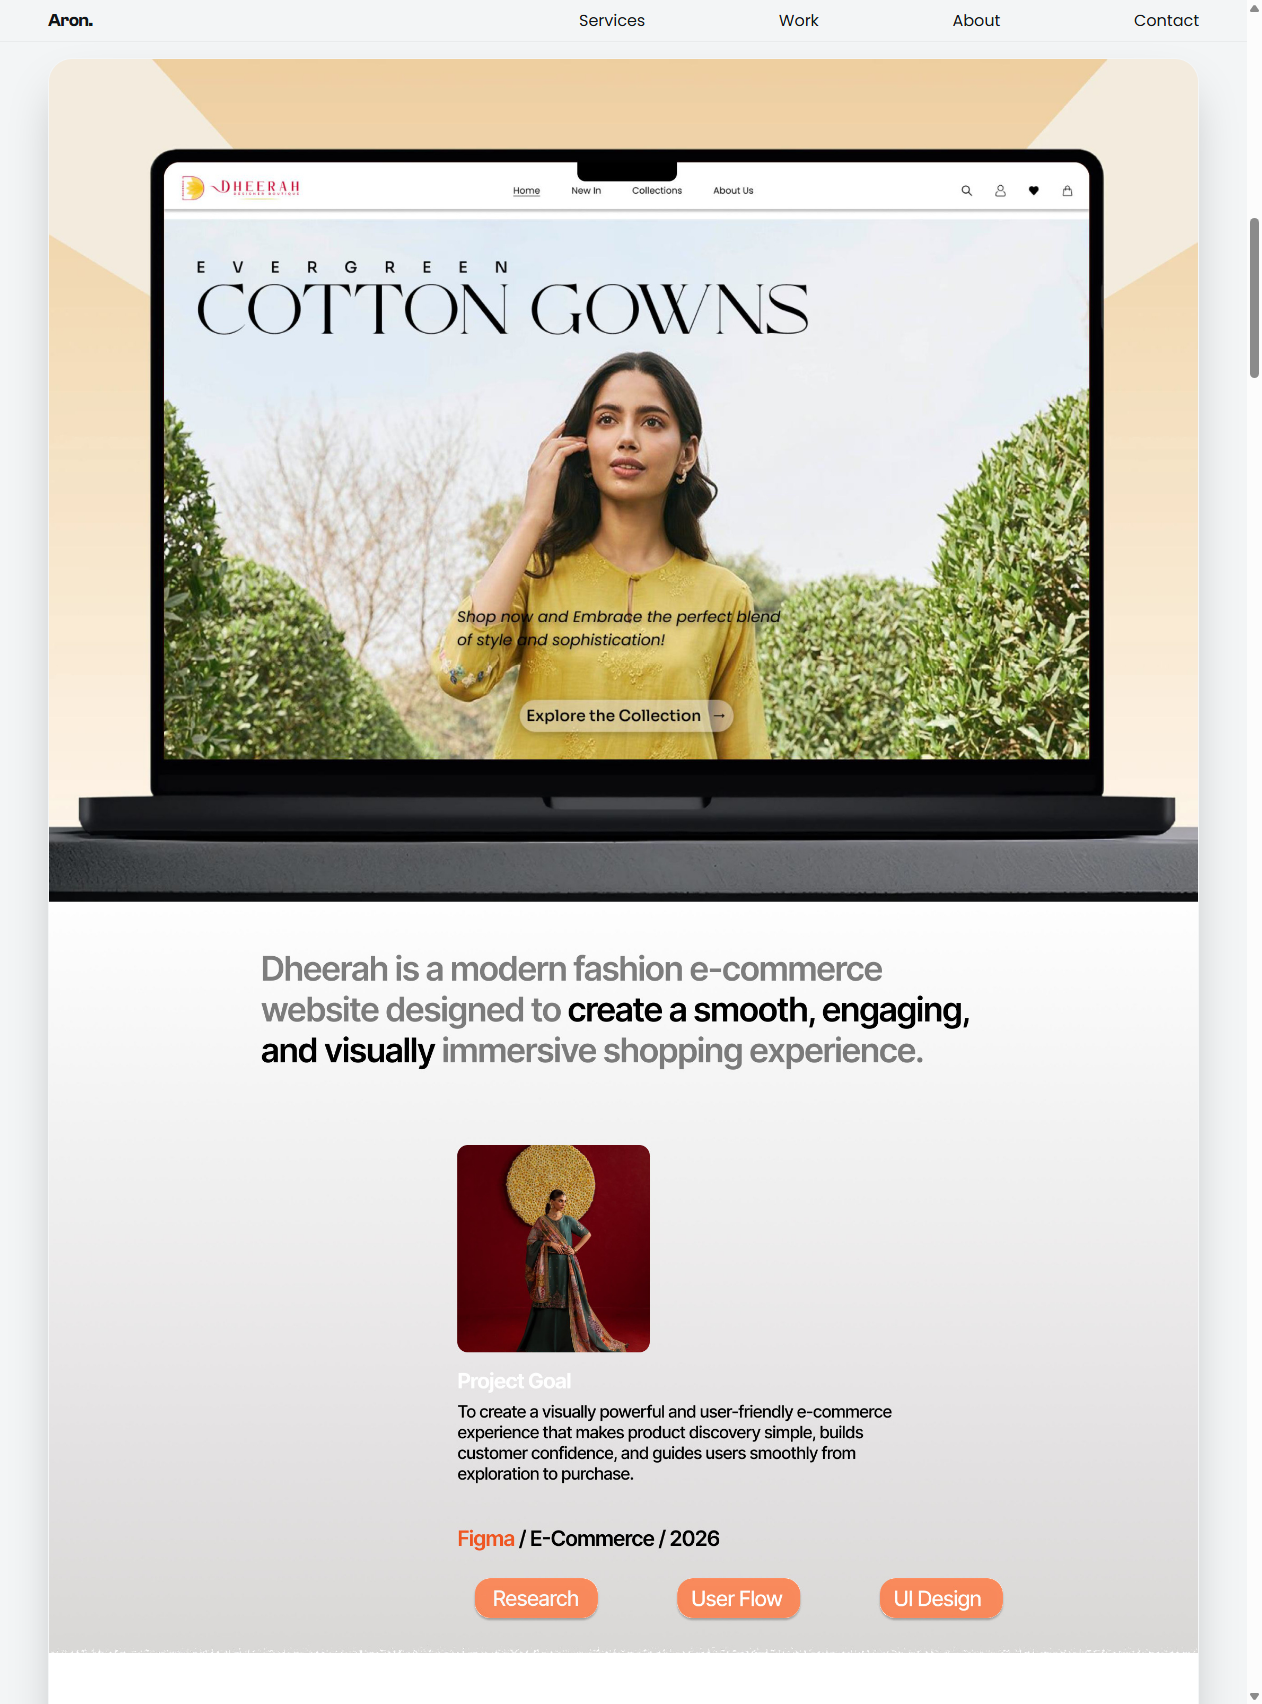 Aron.
Services
Work
About
Contact
DHEERAH
DESIGNER BOUTIQUE
Home
New In
Collections
About Us
EVERGREEN
COTTON GOWNS
Shop now and Embrace the perfect blend
of style and sophistication!
Explore the Collection →
Dheerah is a modern fashion e-commerce
website designed to create a smooth, engaging,
and visually immersive shopping experience.
Project Goal
To create a visually powerful and user-friendly e-commerce
experience that makes product discovery simple, builds
customer confidence, and guides users smoothly from
exploration to purchase.
Figma / E-Commerce / 2026
Research
User Flow
UI Design